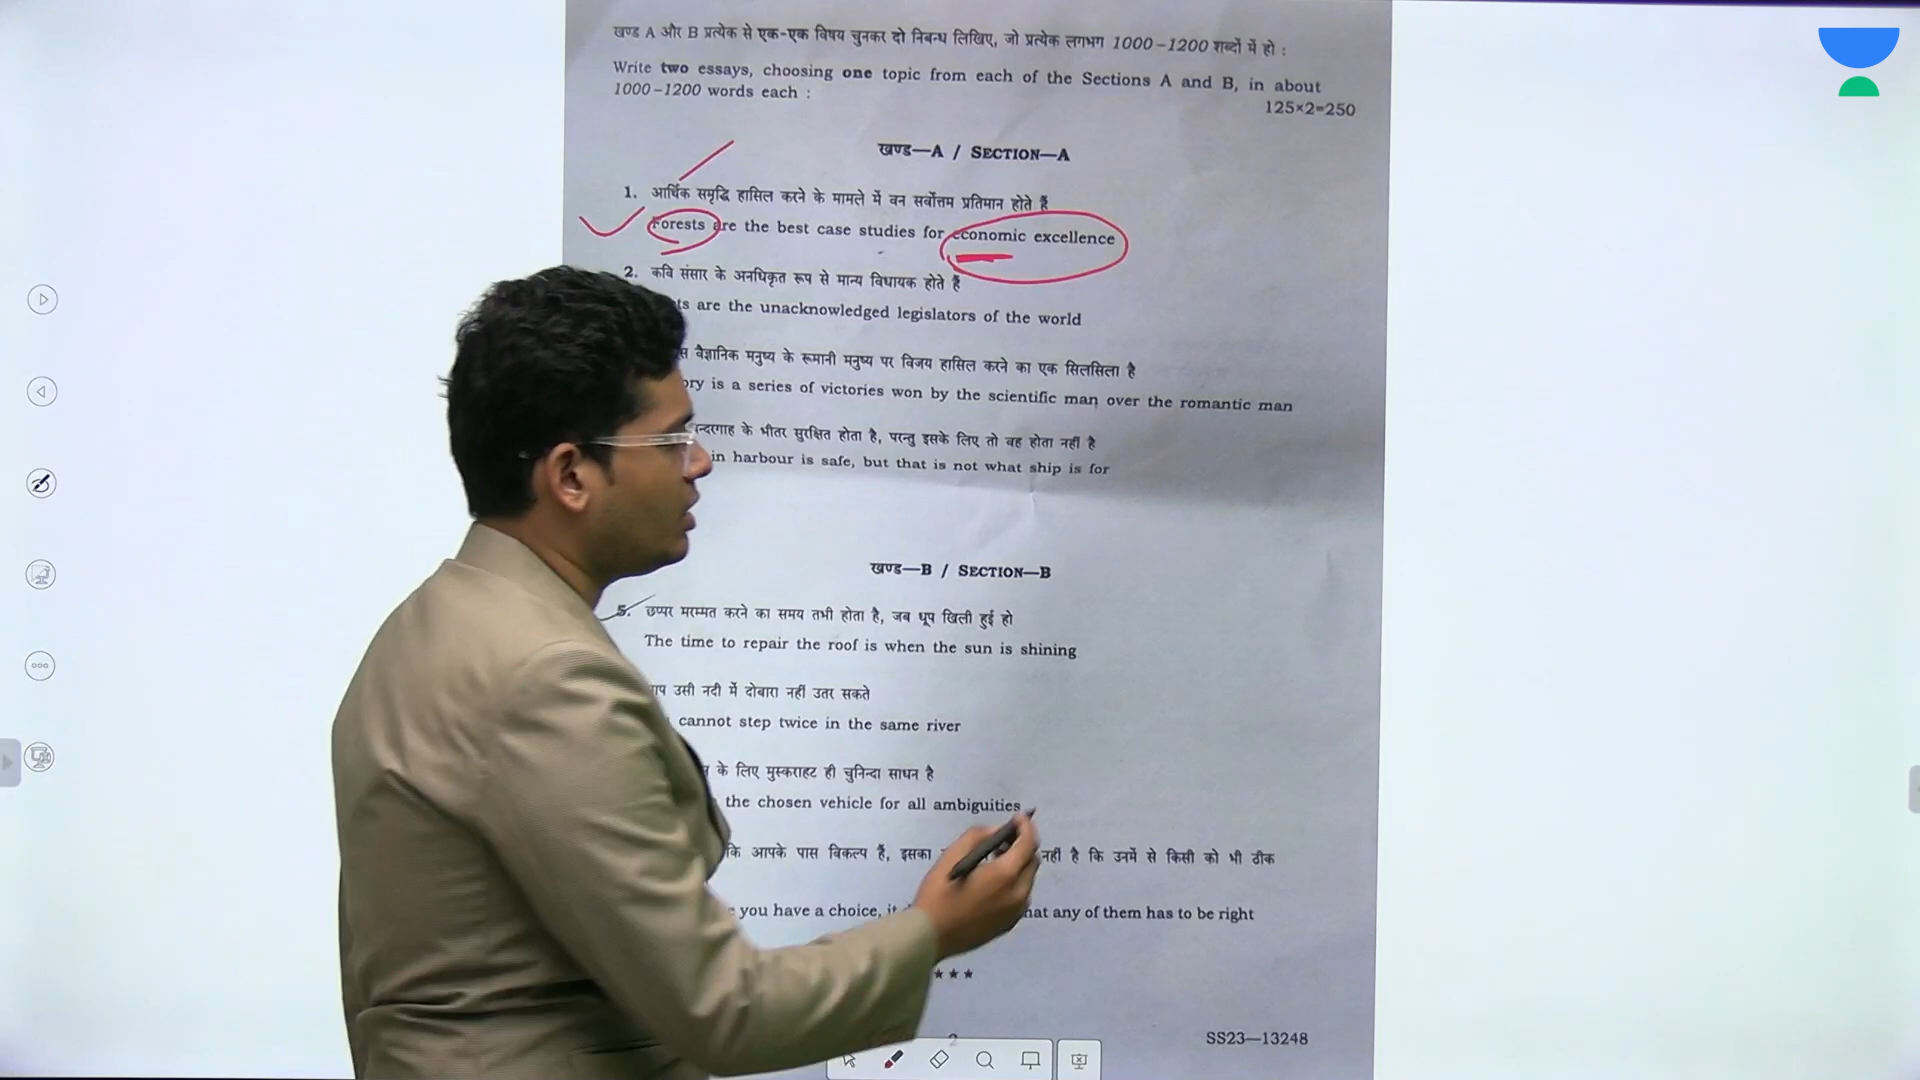 खण्ड A और B प्रत्येक से एक-एक विषय चुनकर दो निबन्ध लिखिए, जो प्रत्येक लगभग 1000-1200 शब्दों में हो :
Write two essays, choosing one topic from each of the Sections A and B, in about
1000-1200 words each :
125×2=250
खण्ड—A / SECTION—A
1. आर्थिक समृद्धि हासिल करने के मामले में वन सर्वोत्तम प्रतिमान होते हैं
Forests are the best case studies for economic excellence
2. कवि संसार के अनधिकृत रूप से मान्य विधायक होते हैं
are the unacknowledged legislators of the world
वैज्ञानिक मनुष्य के रूमानी मनुष्य पर विजय हासिल करने का एक सिलसिला है
is a series of victories won by the scientific man over the romantic man
के भीतर सुरक्षित होता है, परन्तु इसके लिए तो वह होता नहीं है
in harbour is safe, but that is not what ship is for
खण्ड—B / SECTION—B
5. छप्पर मरम्मत करने का समय तभी होता है, जब धूप खिली हुई हो
The time to repair the roof is when the sun is shining
उसी नदी में दोबारा नहीं उतर सकते
cannot step twice in the same river
के लिए मुस्कराहट ही चुनिन्दा साधन है
the chosen vehicle for all ambiguities
कि आपके पास विकल्प हैं, इसका नहीं है कि उनमें से किसी को भी ठीक
you have a choice, it that any of them has to be right
★★★
2
SS23—13248